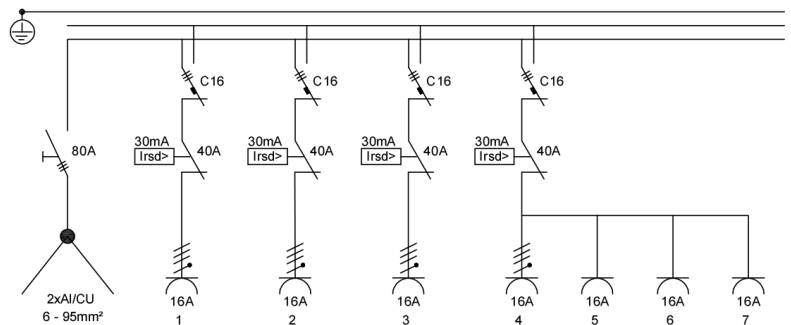 C16 C16 C16 C16
80A 30mA 40A 30mA 40A 30mA 40A 30mA 40A
Irsd> Irsd> Irsd> Irsd>
2xAl/CU 16A 16A 16A 16A 16A 16A 16A
6 - 95mm² 1 2 3 4 5 6 7